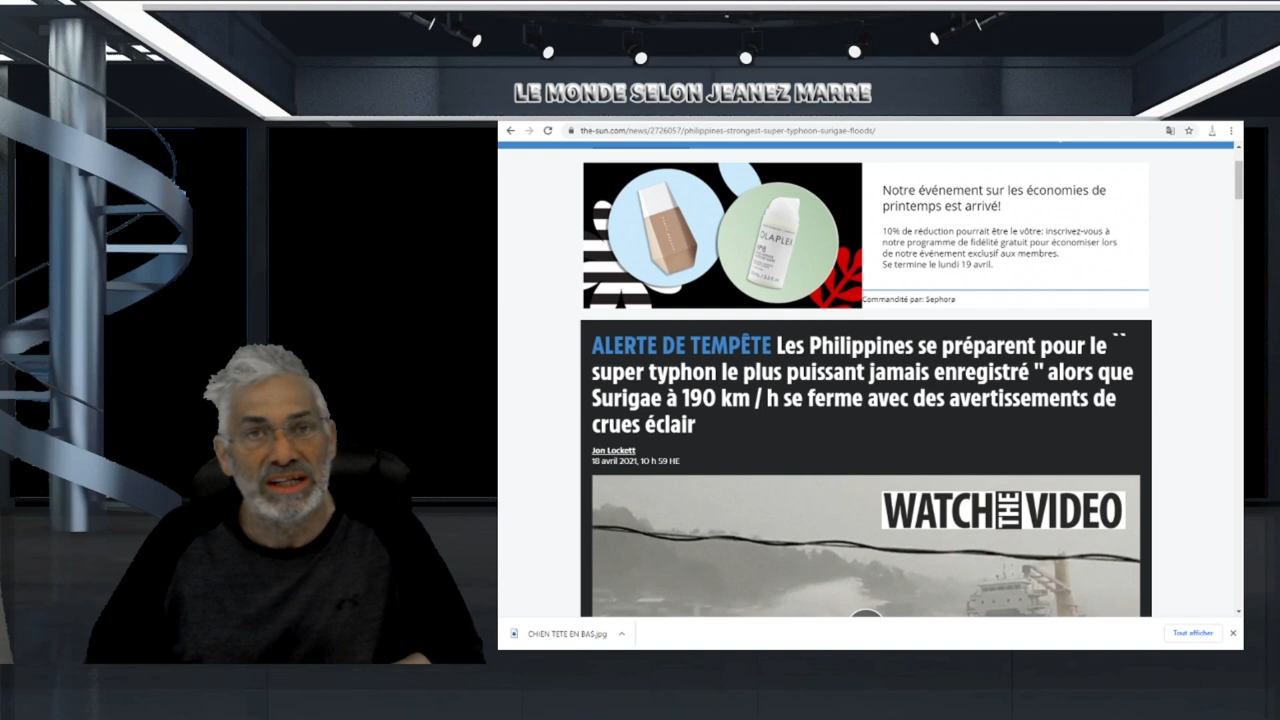 LE MONDE SELON JEANEZ MARRE
the-sun.com/news/2726057/philippines-strongest-super-typhoon-surigae-floods/
OLAPLEX
Nº8
Notre événement sur les économies de
printemps est arrivé!
10% de réduction pourrait être le vôtre: inscrivez-vous à
notre programme de fidélité gratuit pour économiser lors
de notre événement exclusif aux membres.
Se termine le lundi 19 avril.
Commandité par: Sephora
ALERTE DE TEMPÊTE Les Philippines se préparent pour le ``
super typhon le plus puissant jamais enregistré '' alors que
Surigae à 190 km / h se ferme avec des avertissements de
crues éclair
Jon Lockett
18 avril 2021, 10 h 59 HE
WATCH THE VIDEO
CHIEN TETE EN BAS.jpg
Tout afficher